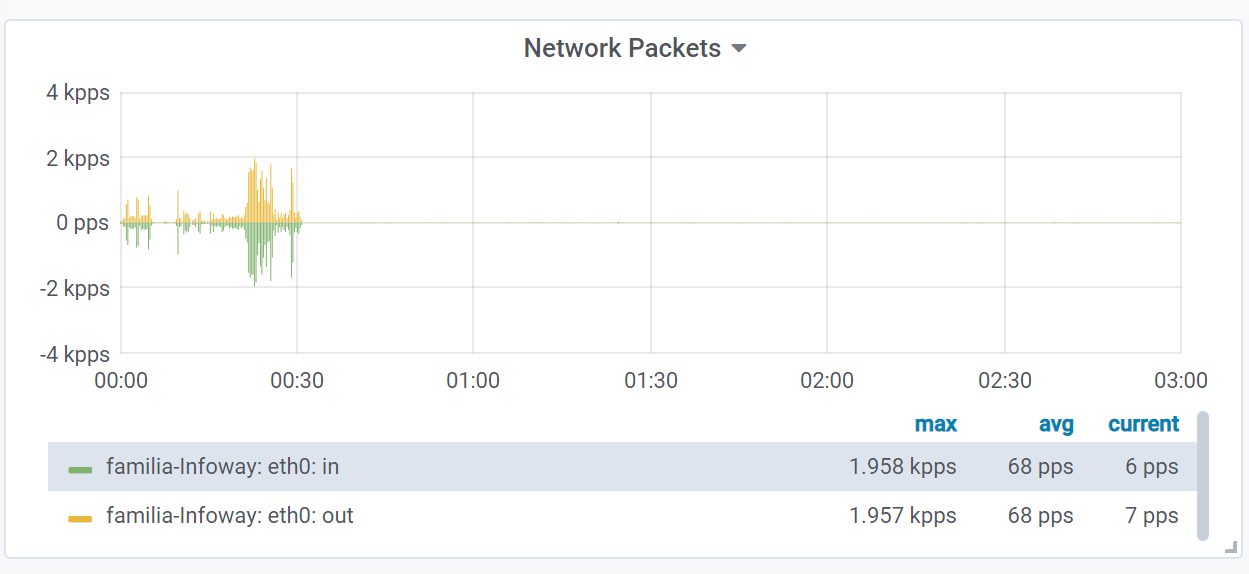 Network Packets
4 kpps
2 kpps
0 pps
-2 kpps
-4 kpps
00:00 00:30 01:00 01:30 02:00 02:30 03:00
max avg current
familia-Infoway: eth0: in 1.958 kpps 68 pps 6 pps
familia-Infoway: eth0: out 1.957 kpps 68 pps 7 pps